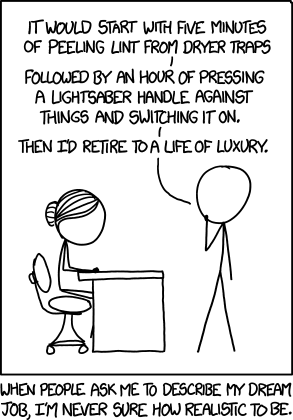 IT WOULD START WITH FIVE MINUTES
OF PEELING LINT FROM DRYER TRAPS
FOLLOWED BY AN HOUR OF PRESSING
A LIGHTSABER HANDLE AGAINST
THINGS AND SWITCHING IT ON.
THEN I'D RETIRE TO A LIFE OF LUXURY.
WHEN PEOPLE ASK ME TO DESCRIBE MY DREAM
JOB, I'M NEVER SURE HOW REALISTIC TO BE.